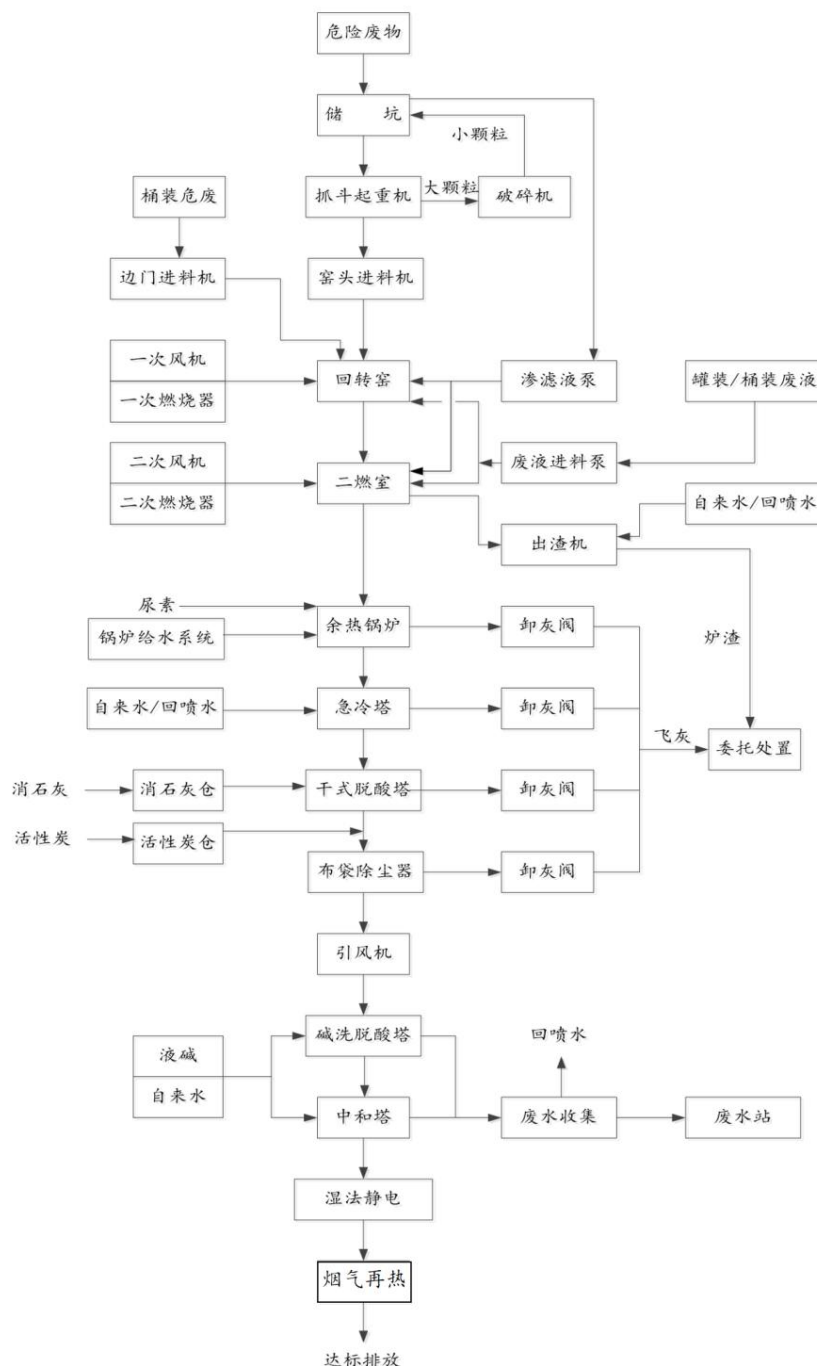 危险废物
储 坑
小颗粒
桶装危废
抓斗起重机
大颗粒
破碎机
边门进料机
窑头进料机
一次风机
一次燃烧器
回转窑
渗滤液泵
罐装/桶装废液
二次风机
二次燃烧器
二燃室
废液进料泵
自来水/回喷水
出渣机
尿素
锅炉给水系统
余热锅炉
卸灰阀
炉渣
自来水/回喷水
急冷塔
卸灰阀
飞灰
委托处置
消石灰
消石灰仓
干式脱酸塔
卸灰阀
活性炭
活性炭仓
布袋除尘器
卸灰阀
引风机
液碱
自来水
碱洗脱酸塔
回喷水
中和塔
废水收集
废水站
湿法静电
烟气再热
达标排放